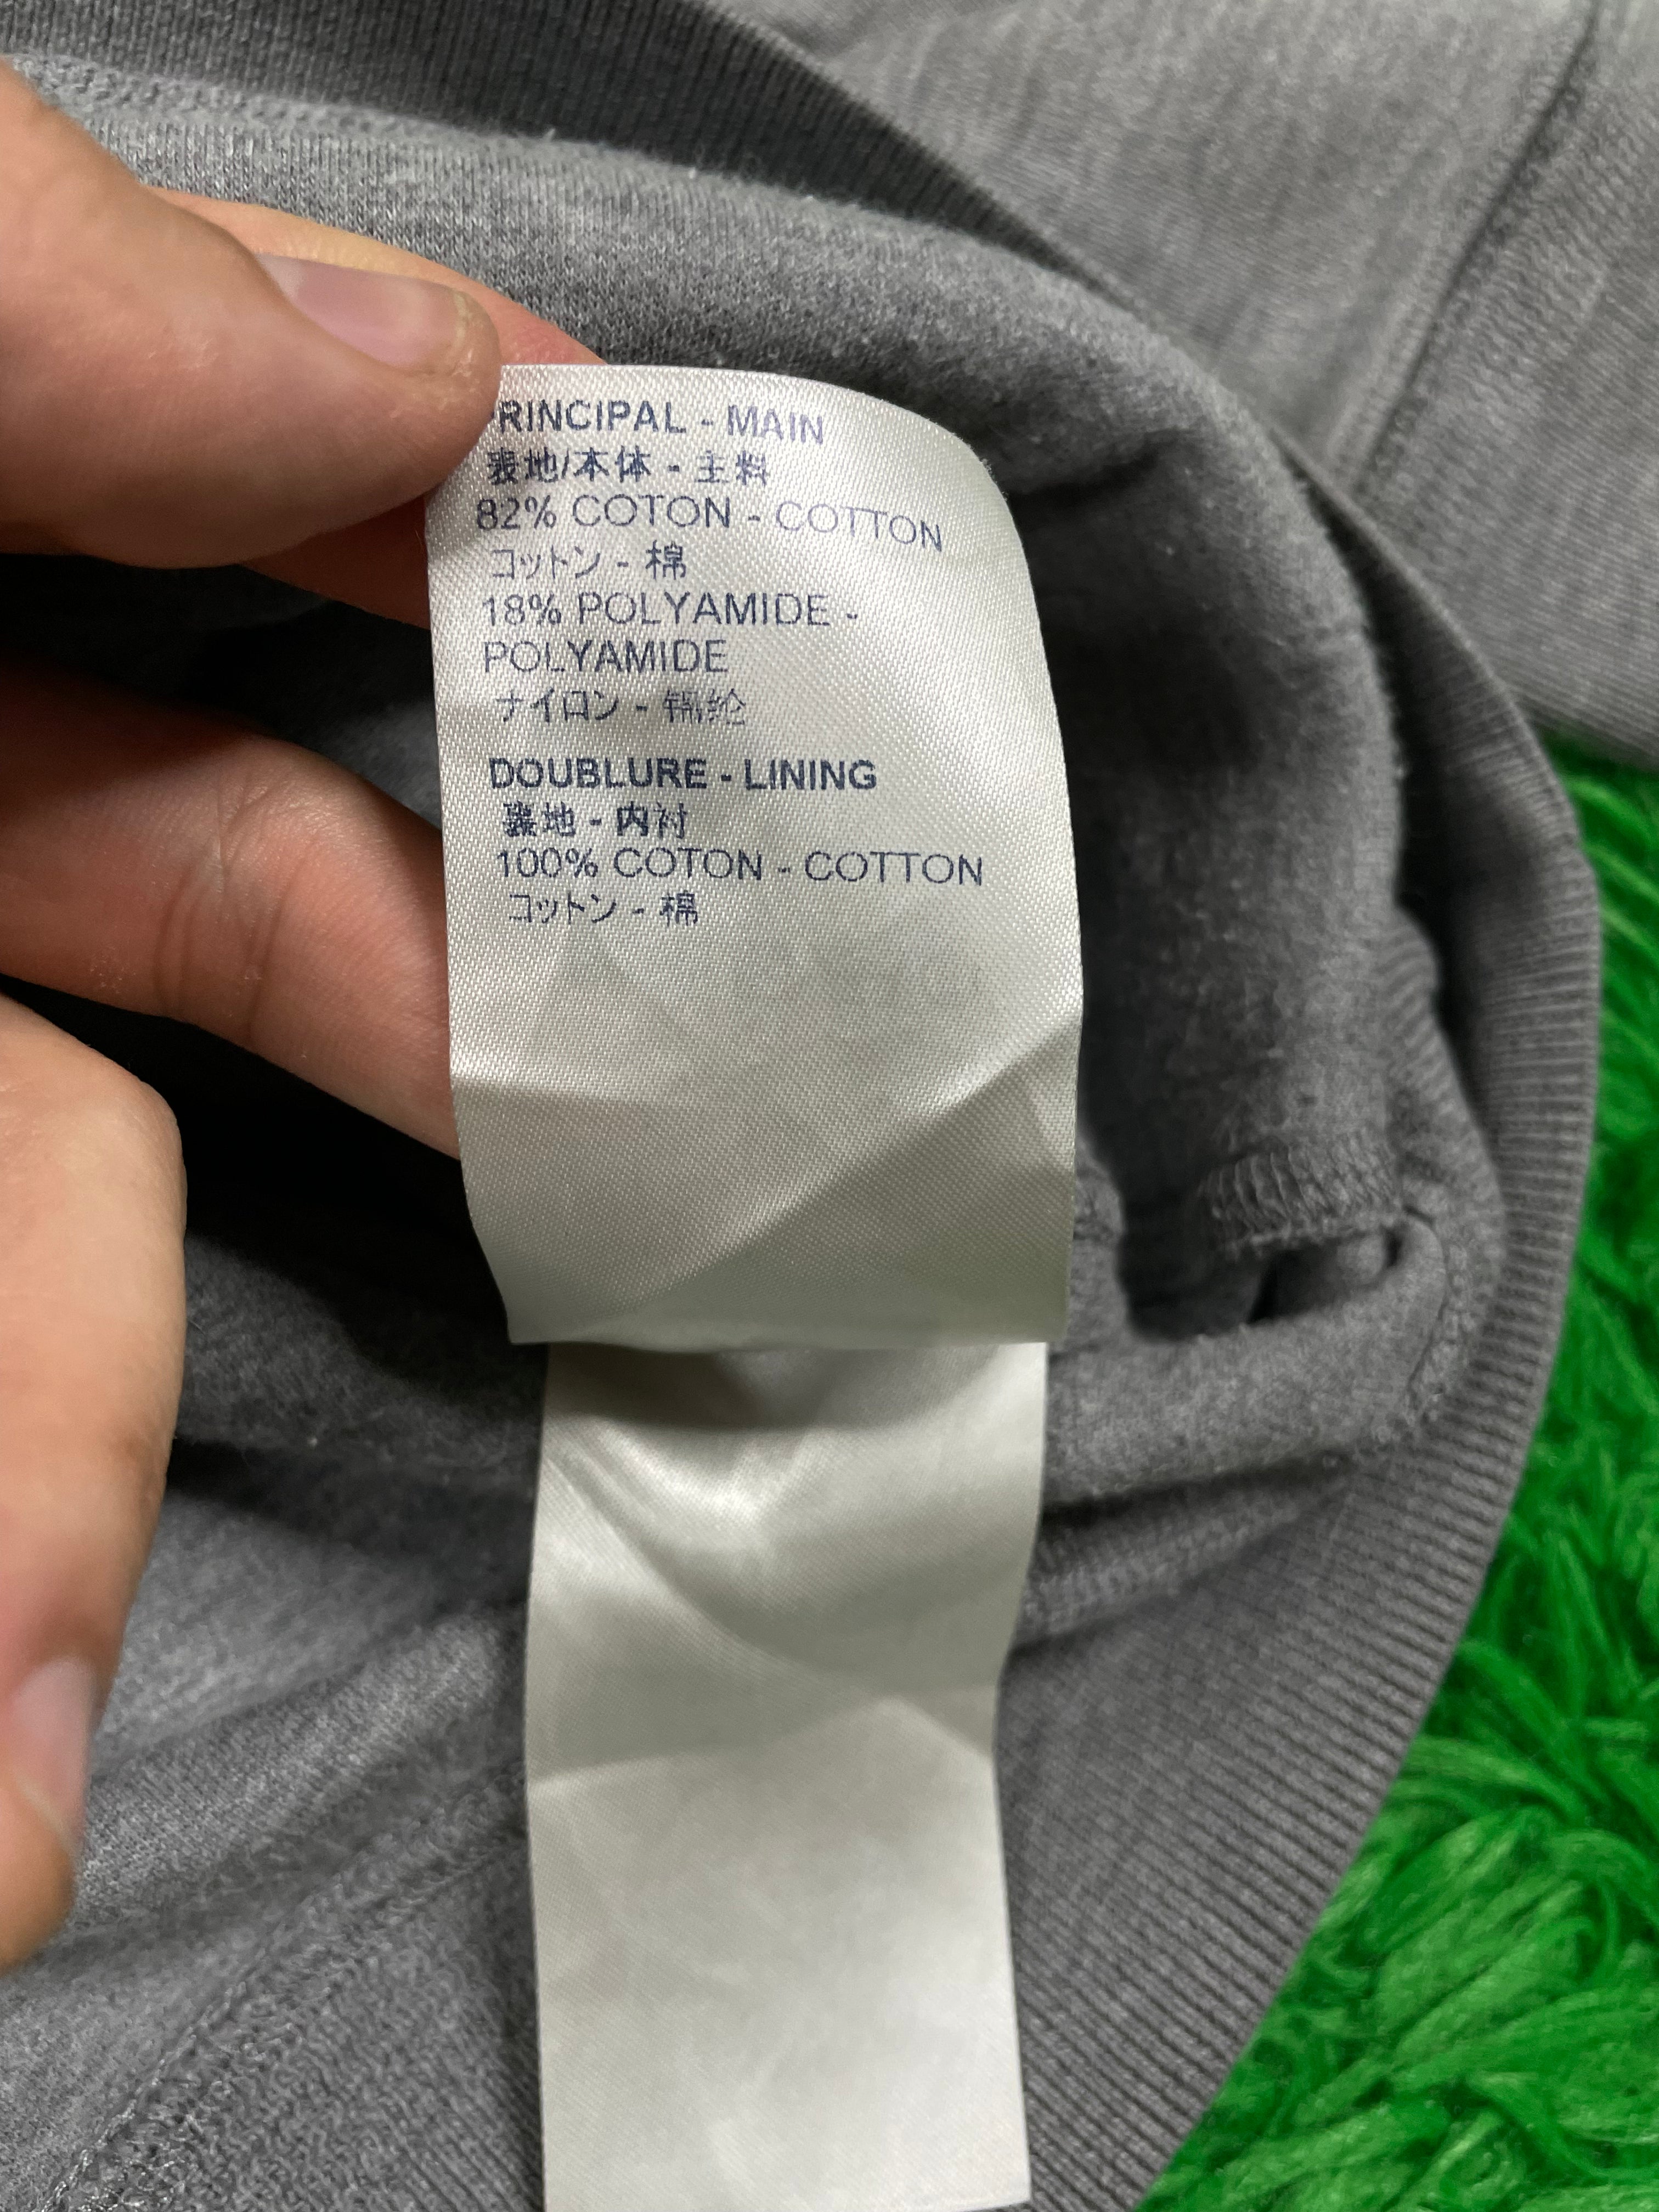 PRINCIPAL - MAIN
表地/本体 - 主料
82% COTON - COTTON
コットン - 棉
18% POLYAMIDE -
POLYAMIDE
ナイロン - 锦纶
DOUBLURE - LINING
裏地 - 内衬
100% COTON - COTTON
コットン - 棉